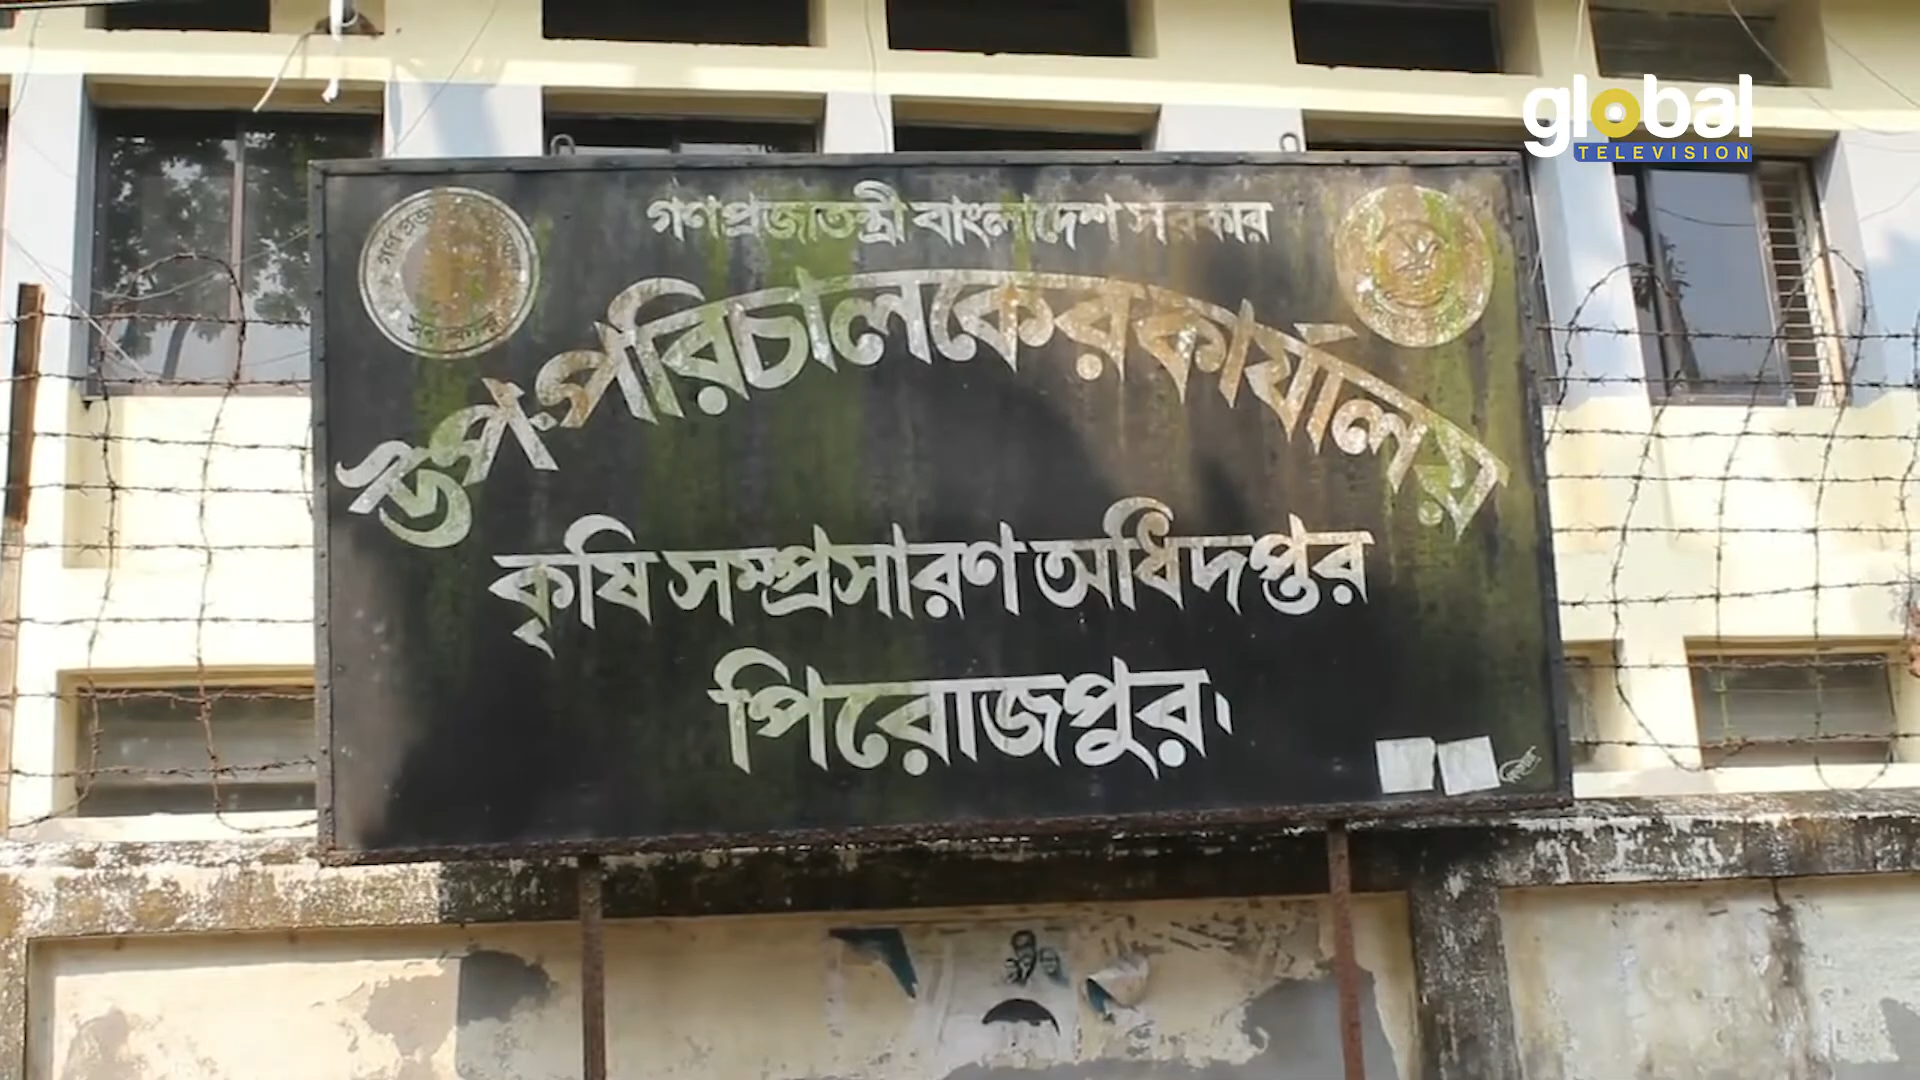 global
TELEVISION
গণপ্রজাতন্ত্রী বাংলাদেশ সরকার
উপ-পরিচালকের কার্যালয়
কৃষি সম্প্রসারণ অধিদপ্তর
পিরোজপুর।